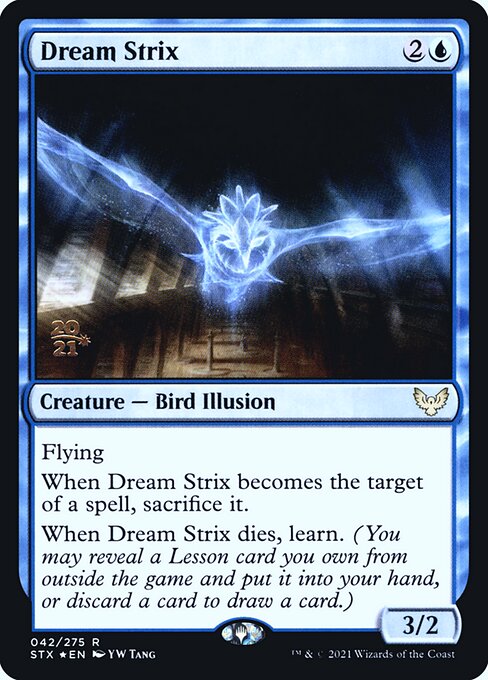 Dream Strix 2
20
21
Creature — Bird Illusion
Flying
When Dream Strix becomes the target
of a spell, sacrifice it.
When Dream Strix dies, learn. (You
may reveal a Lesson card you own from
outside the game and put it into your hand,
or discard a card to draw a card.)
3/2
042/275 R
STX ★ EN YW Tang
™ & © 2021 Wizards of the Coast